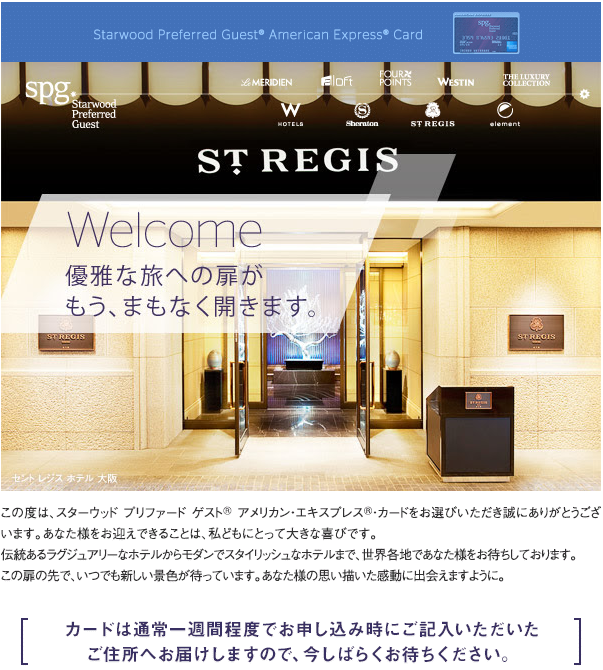 Starwood Preferred Guest® American Express® Card
spg.
Starwood
Preferred
Guest
Le MERIDIEN
aloft
FOUR
POINTS
WESTIN
THE LUXURY
COLLECTION
W
HOTELS
S
Sheraton
ST REGIS
element
ST. REGIS
Welcome
優雅な旅への扉が
もう、まもなく開きます。
ST REGIS
ST REGIS
ST REGIS
セント レジス ホテル 大阪
この度は、スターウッド プリファード ゲスト® アメリカン・エキスプレス®・カードをお選びいただき誠にありがとうござ
います。あなた様をお迎えできることは、私どもにとって大きな喜びです。
伝統あるラグジュアリーなホテルからモダンでスタイリッシュなホテルまで、世界各地であなた様をお待ちしております。
この扉の先で、いつでも新しい景色が待っています。あなた様の思い描いた感動に出会えますように。
カードは通常一週間程度でお申し込み時にご記入いただいた
ご住所へお届けしますので、今しばらくお待ちください。